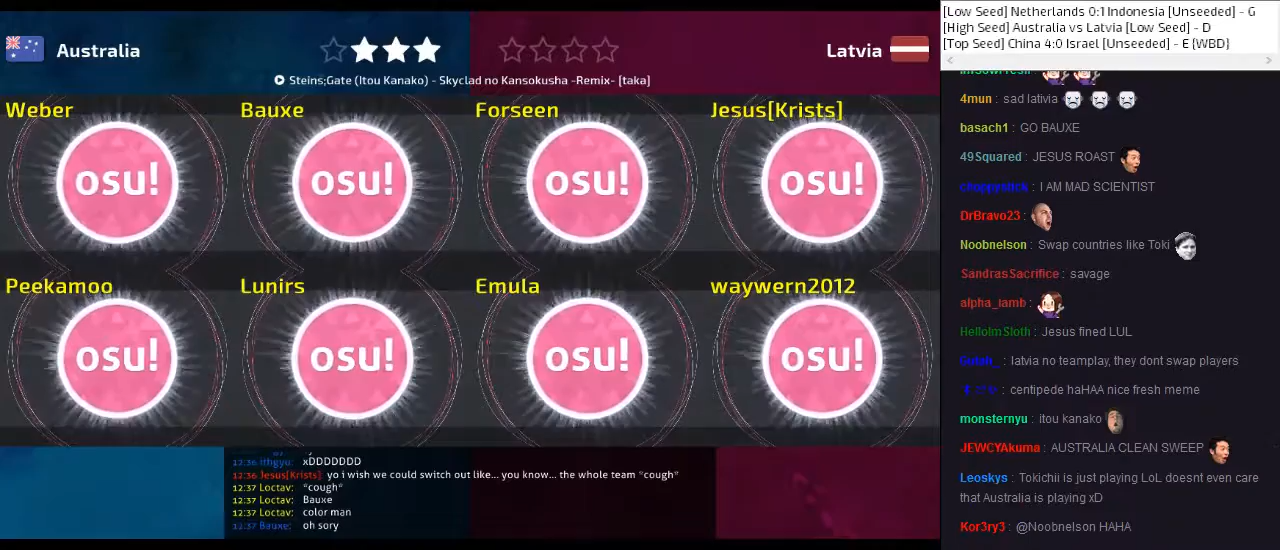 Australia
Latvia
Steins;Gate (Itou Kanako) - Skyclad no Kansokusha -Remix- [taka]
Weber
Bauxe
Forseen
Jesus[Krists]
osu!
osu!
osu!
osu!
Peekamoo
Lunirs
Emula
waywern2012
osu!
osu!
osu!
osu!
12:36 ithgyu: xDDDDDDD
12:36 Jesus[Krists]: yo i wish we could switch out like... you know... the whole team *cough*
12:37 Loctav: *cough*
12:37 Loctav: Bauxe
12:37 Loctav: color man
12:37 Bauxe: oh sory
[Low Seed] Netherlands 0:1 Indonesia [Unseeded] - G
[High Seed] Australia vs Latvia [Low Seed] - D
[Top Seed] China 4:0 Israel [Unseeded] - E {WBD}
4mun : sad lativia
basach1 : GO BAUXE
49Squared : JESUS ROAST
choppystick : I AM MAD SCIENTIST
DrBravo23 :
Noobnelson : Swap countries like Toki
SandrasSacrifice : savage
alpha_iamb :
HelloImSloth : Jesus fined LUL
: latvia no teamplay, they dont swap players
: centipede haHAA nice fresh meme
monsternyu : itou kanako
JEWCYAkuma : AUSTRALIA CLEAN SWEEP
Leoskys : Tokichii is just playing LoL doesnt even care
that Australia is playing xD
Kor3ry3 : @Noobnelson HAHA